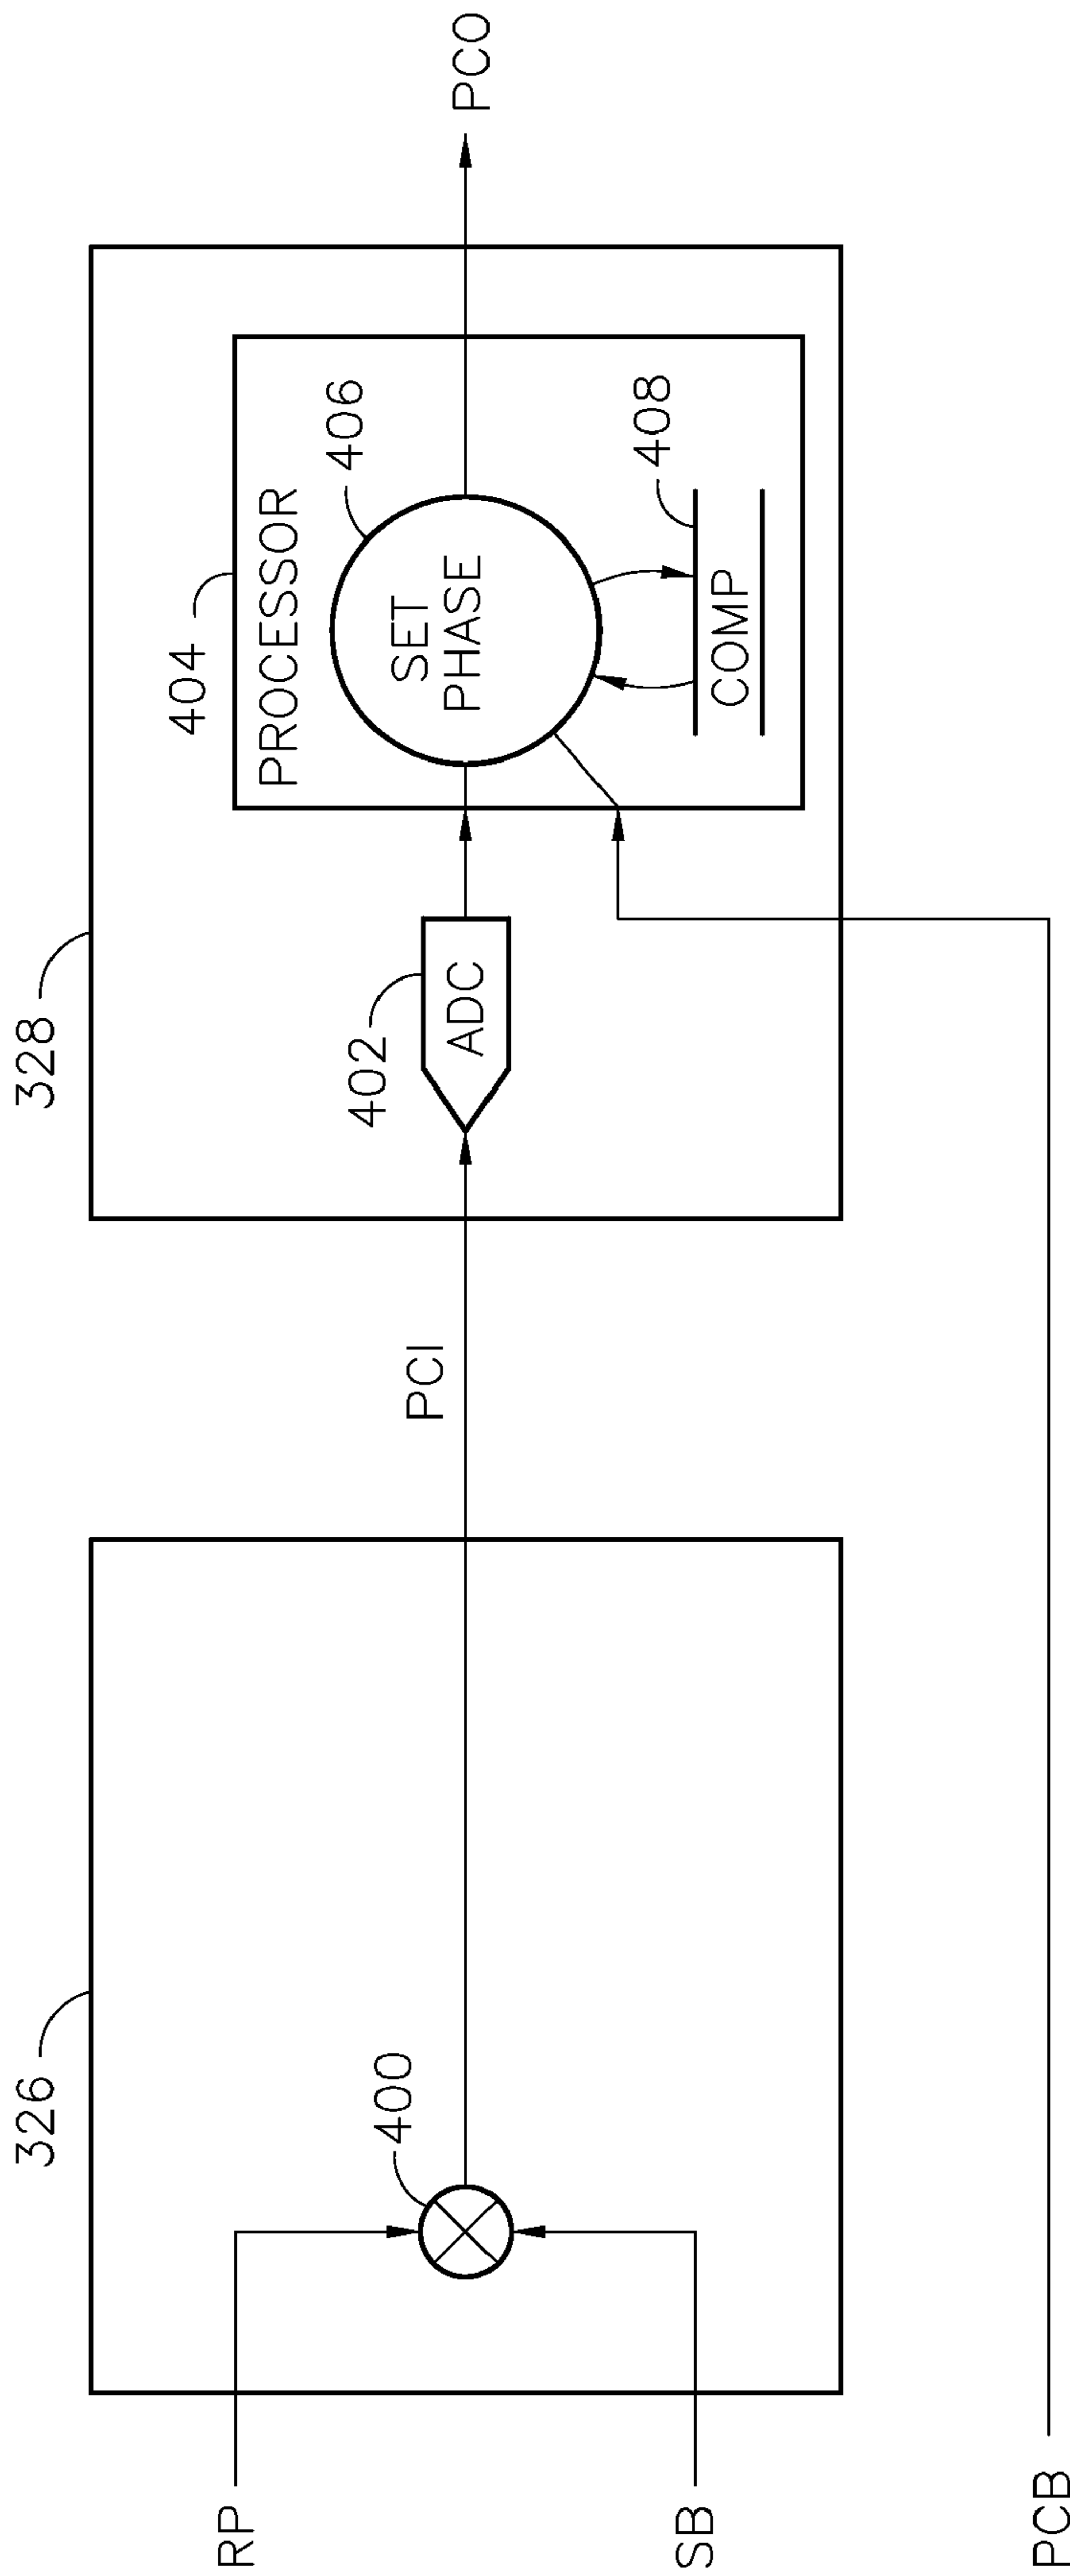 326
328
404
PROCESSOR
406
402
400
RP
PCI
ADC
SET
PHASE
PCO
408
SB
COMP
PCB